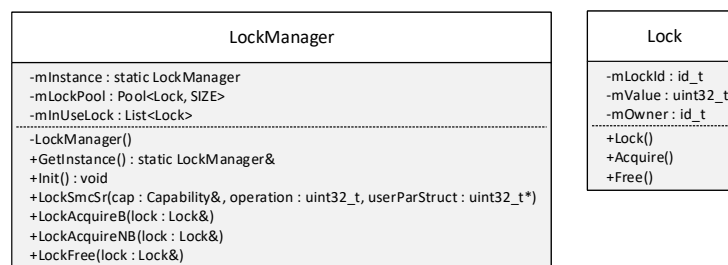 LockManager
-mInstance : static LockManager
-mLockPool : Pool<Lock, SIZE>
-mInUseLock : List<Lock>
-LockManager()
+GetInstance() : static LockManager&
+Init() : void
+LockSmcSr(cap : Capability&, operation : uint32_t, userParStruct : uint32_t*)
+LockAcquireB(lock : Lock&)
+LockAcquireNB(lock : Lock&)
+LockFree(lock : Lock&)
Lock
-mLockId : id_t
-mValue : uint32_t
-mOwner : id_t
+Lock()
+Acquire()
+Free()